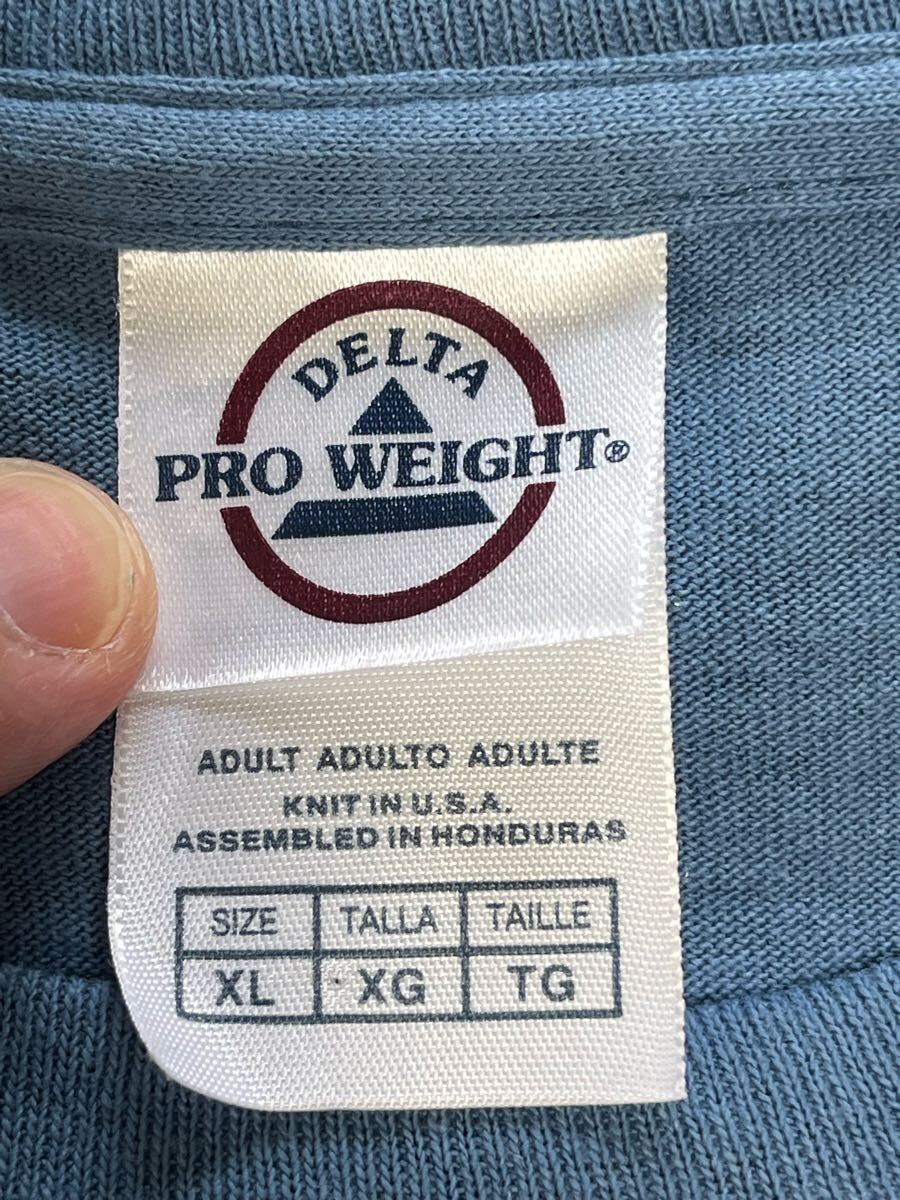 DELTA
PRO WEIGHT®
ADULT ADULTO ADULTE
KNIT IN U.S.A.
ASSEMBLED IN HONDURAS
SIZE TALLA TAILLE
XL XG TG